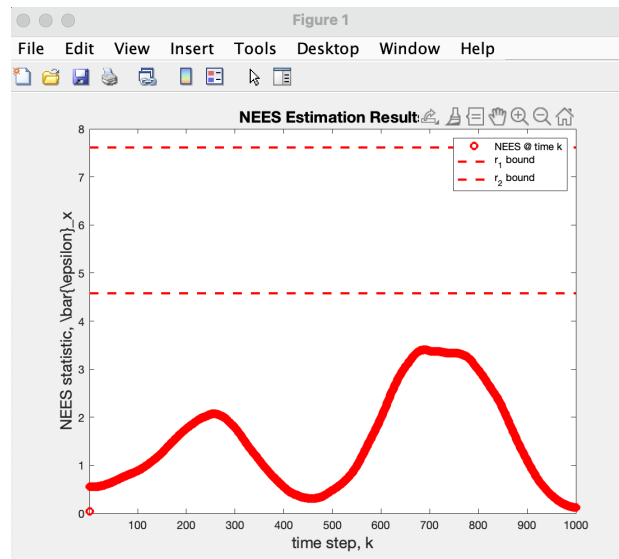 Figure 1
File Edit View Insert Tools Desktop Window Help
NEES Estimation Results
8
7
6
5
4
3
2
1
0
NEES statistic, \bar{\epsilon}_x
NEES @ time k
r1 bound
r2 bound
100 200 300 400 500 600 700 800 900 1000
time step, k